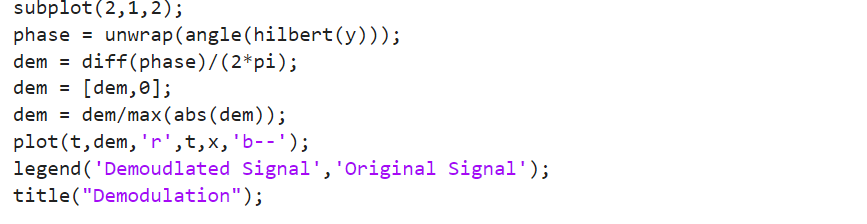 subplot(2,1,2);
phase = unwrap(angle(hilbert(y)));
dem = diff(phase)/(2*pi);
dem = [dem,0];
dem = dem/max(abs(dem));
plot(t,dem,'r',t,x,'b--');
legend('Demoudlated Signal','Original Signal');
title("Demodulation");